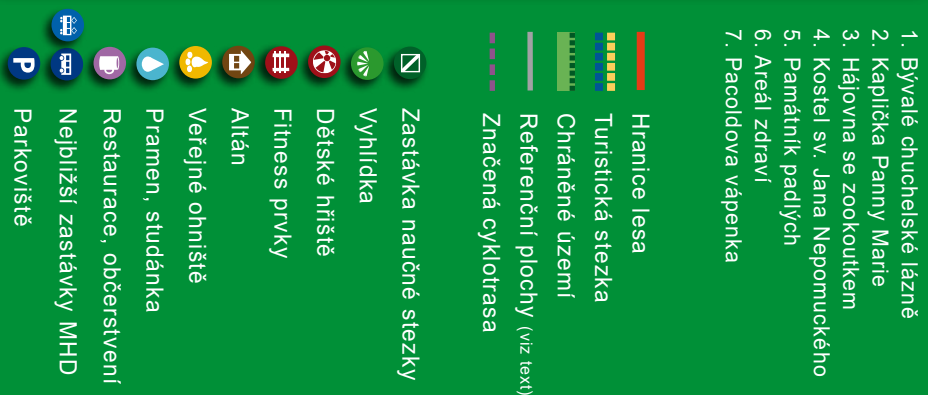 1. Bývalé chuchelské lázně
2. Kaplička Panny Marie
3. Hájovna se zookoutkem
4. Kostel sv. Jana Nepomuckého
5. Památník padlých
6. Areál zdraví
7. Pacoldova vápenka
Hranice lesa
Turistická stezka
Chráněné území
Referenční plochy (viz text)
Značená cyklotrasa
Zastávka naučné stezky
Vyhlídka
Dětské hřiště
Fitness prvky
Altán
Veřejné ohniště
Pramen, studánka
Restaurace, občerstvení
Nejbližší zastávky MHD
P Parkoviště